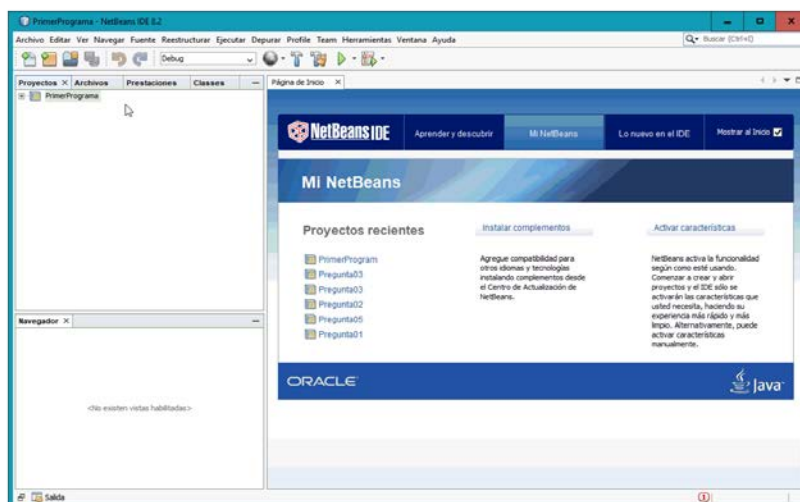 PrimerPrograma - NetBeans IDE 8.2
Archivo Editar Ver Navegar Fuente Reestructurar Ejecutar Depurar Profile Team Herramientas Ventana Ayuda
Buscar (Ctrl+I)
Debug
Proyectos Archivos Prestaciones Classes
PrimerPrograma
Página de Inicio
NetBeans IDE
Aprender y descubrir
Mi NetBeans
Lo nuevo en el IDE
Mostrar al Inicio
Mi NetBeans
Proyectos recientes
PrimerProgram
Pregunta03
Pregunta03
Pregunta02
Pregunta05
Pregunta01
Instalar complementos
Agregue compatibilidad para
otros idiomas y tecnologías
instalando complementos desde
el Centro de Actualización de
NetBeans.
Activar características
NetBeans activa la funcionalidad
según como esté usando.
Comenzar a crear y abrir
proyectos y el IDE sólo se
activarán las características que
usted necesita, haciendo su
experiencia más rápido y más
limpio. Alternativamente, puede
activar características
manualmente.
ORACLE
Java
Navegador
<No existen vistas habilitadas>
Salida
1